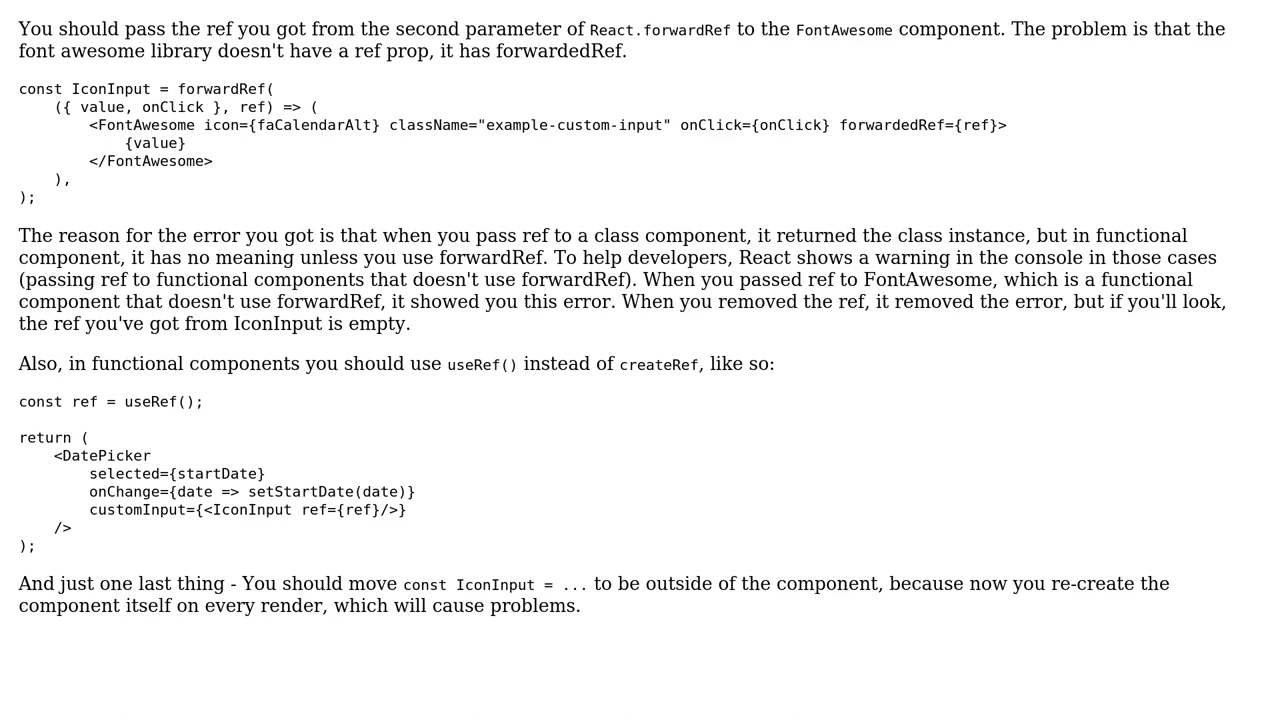 You should pass the ref you got from the second parameter of React.forwardRef to the FontAwesome component. The problem is that the
font awesome library doesn't have a ref prop, it has forwardedRef.
const IconInput = forwardRef(
    ({ value, onClick }, ref) => (
        <FontAwesome icon={faCalendarAlt} className="example-custom-input" onClick={onClick} forwardedRef={ref}>
            {value}
        </FontAwesome>
    ),
);
The reason for the error you got is that when you pass ref to a class component, it returned the class instance, but in functional
component, it has no meaning unless you use forwardRef. To help developers, React shows a warning in the console in those cases
(passing ref to functional components that doesn't use forwardRef). When you passed ref to FontAwesome, which is a functional
component that doesn't use forwardRef, it showed you this error. When you removed the ref, it removed the error, but if you'll look,
the ref you've got from IconInput is empty.
Also, in functional components you should use useRef() instead of createRef, like so:
const ref = useRef();
return (
    <DatePicker
        selected={startDate}
        onChange={date => setStartDate(date)}
        customInput={<IconInput ref={ref}/>}
    />
);
And just one last thing - You should move const IconInput = ... to be outside of the component, because now you re-create the
component itself on every render, which will cause problems.